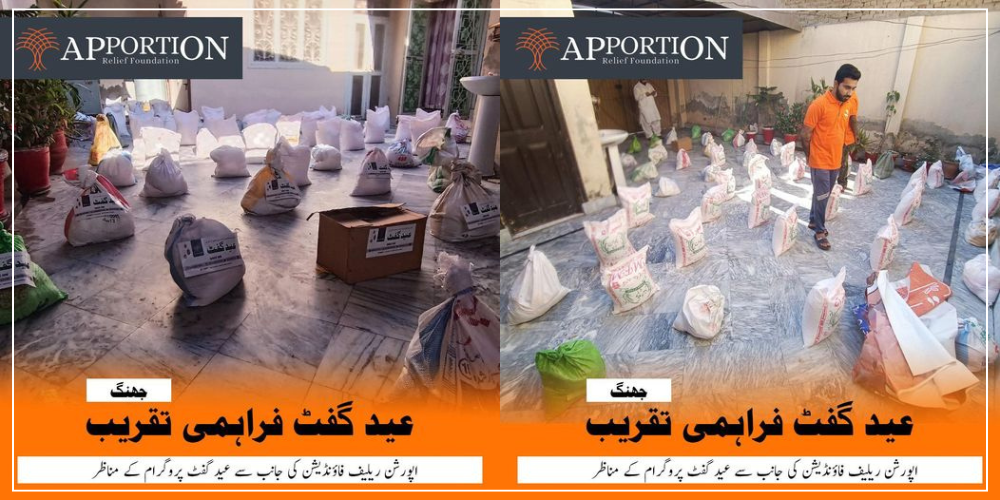 APPORTION
Relief Foundation
عید گفٹ
جھنگ
عید گفٹ فراہمی تقریب
اپورشن ریلیف فاؤنڈیشن کی جانب سے عید گفٹ پروگرام کے مناظر
APPORTION
Relief Foundation
جھنگ
عید گفٹ فراہمی تقریب
اپورشن ریلیف فاؤنڈیشن کی جانب سے عید گفٹ پروگرام کے مناظر